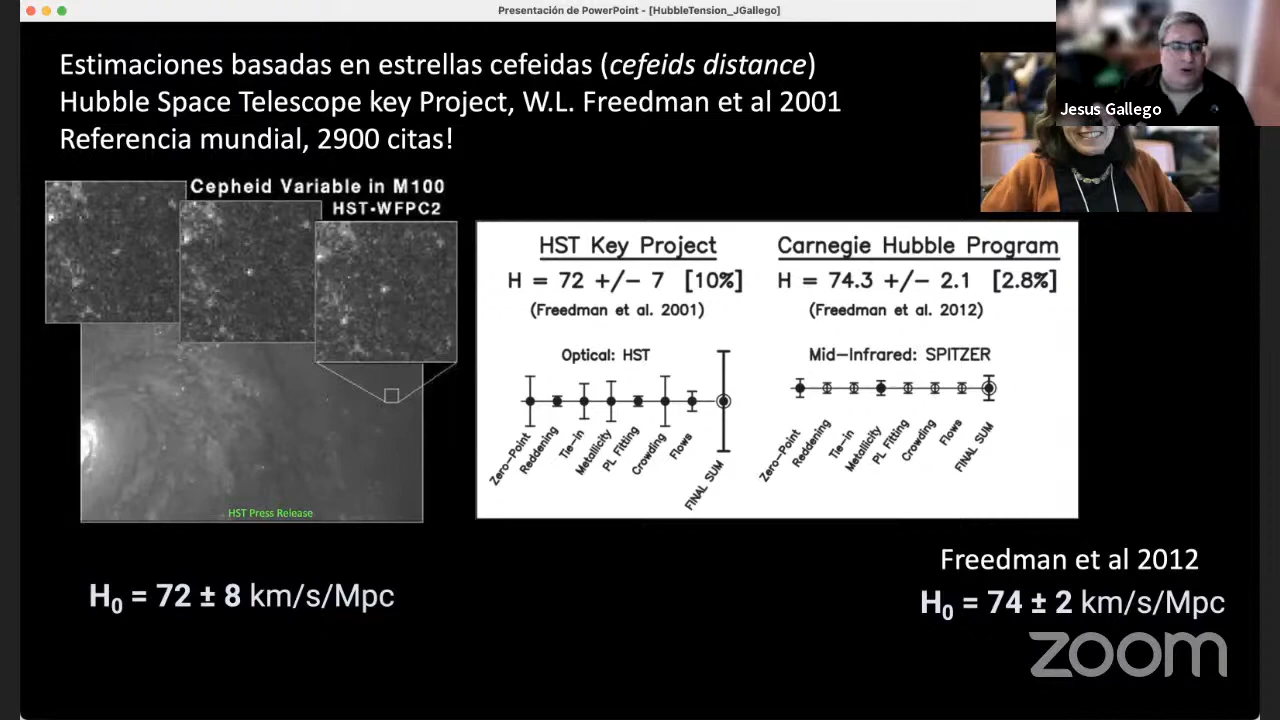 Presentación de PowerPoint - [HubbleTension_JGallego]
Estimaciones basadas en estrellas cefeidas (cefeids distance)
Hubble Space Telescope key Project, W.L. Freedman et al 2001
Referencia mundial, 2900 citas!
Jesus Gallego
Cepheid Variable in M100
HST-WFPC2
HST Press Release
HST Key Project
H = 72 +/- 7 [10%]
(Freedman et al. 2001)
Optical: HST
Zero-Point
Reddening
Tie-in
Metallicity
PL Fitting
Crowding
Flows
FINAL SUM
Carnegie Hubble Program
H = 74.3 +/- 2.1 [2.8%]
(Freedman et al. 2012)
Mid-Infrared: SPITZER
Zero-Point
Reddening
Tie-in
Metallicity
PL Fitting
Crowding
Flows
FINAL SUM
H₀ = 72 ± 8 km/s/Mpc
Freedman et al 2012
H₀ = 74 ± 2 km/s/Mpc
zoom